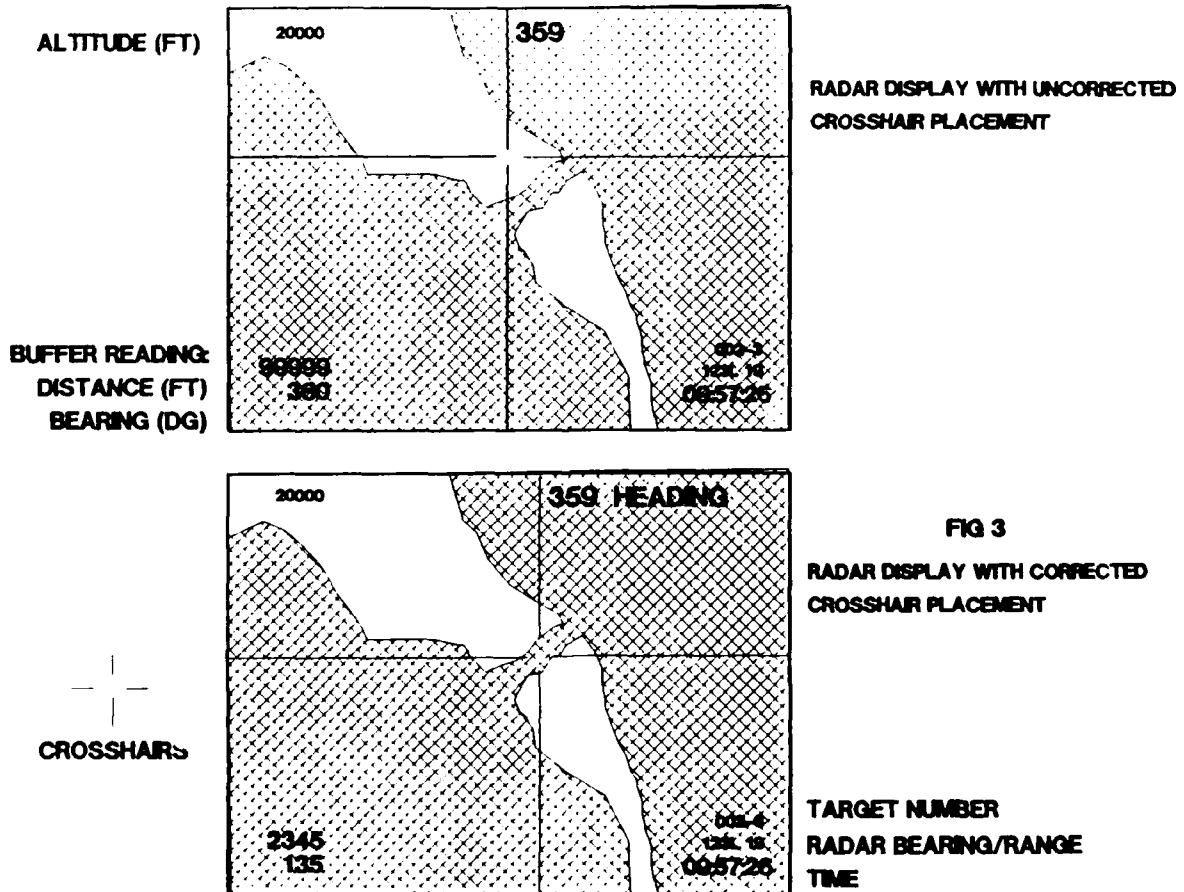 ALTITUDE (FT)
20000
359
RADAR DISPLAY WITH UNCORRECTED
CROSSHAIR PLACEMENT
BUFFER READING:
DISTANCE (FT)
BEARING (DG)
99999
360
09:57:26
20000
359 HEADING
FIG 3
RADAR DISPLAY WITH CORRECTED
CROSSHAIR PLACEMENT
CROSSHAIRS
2345
135
09:57:26
TARGET NUMBER
RADAR BEARING/RANGE
TIME